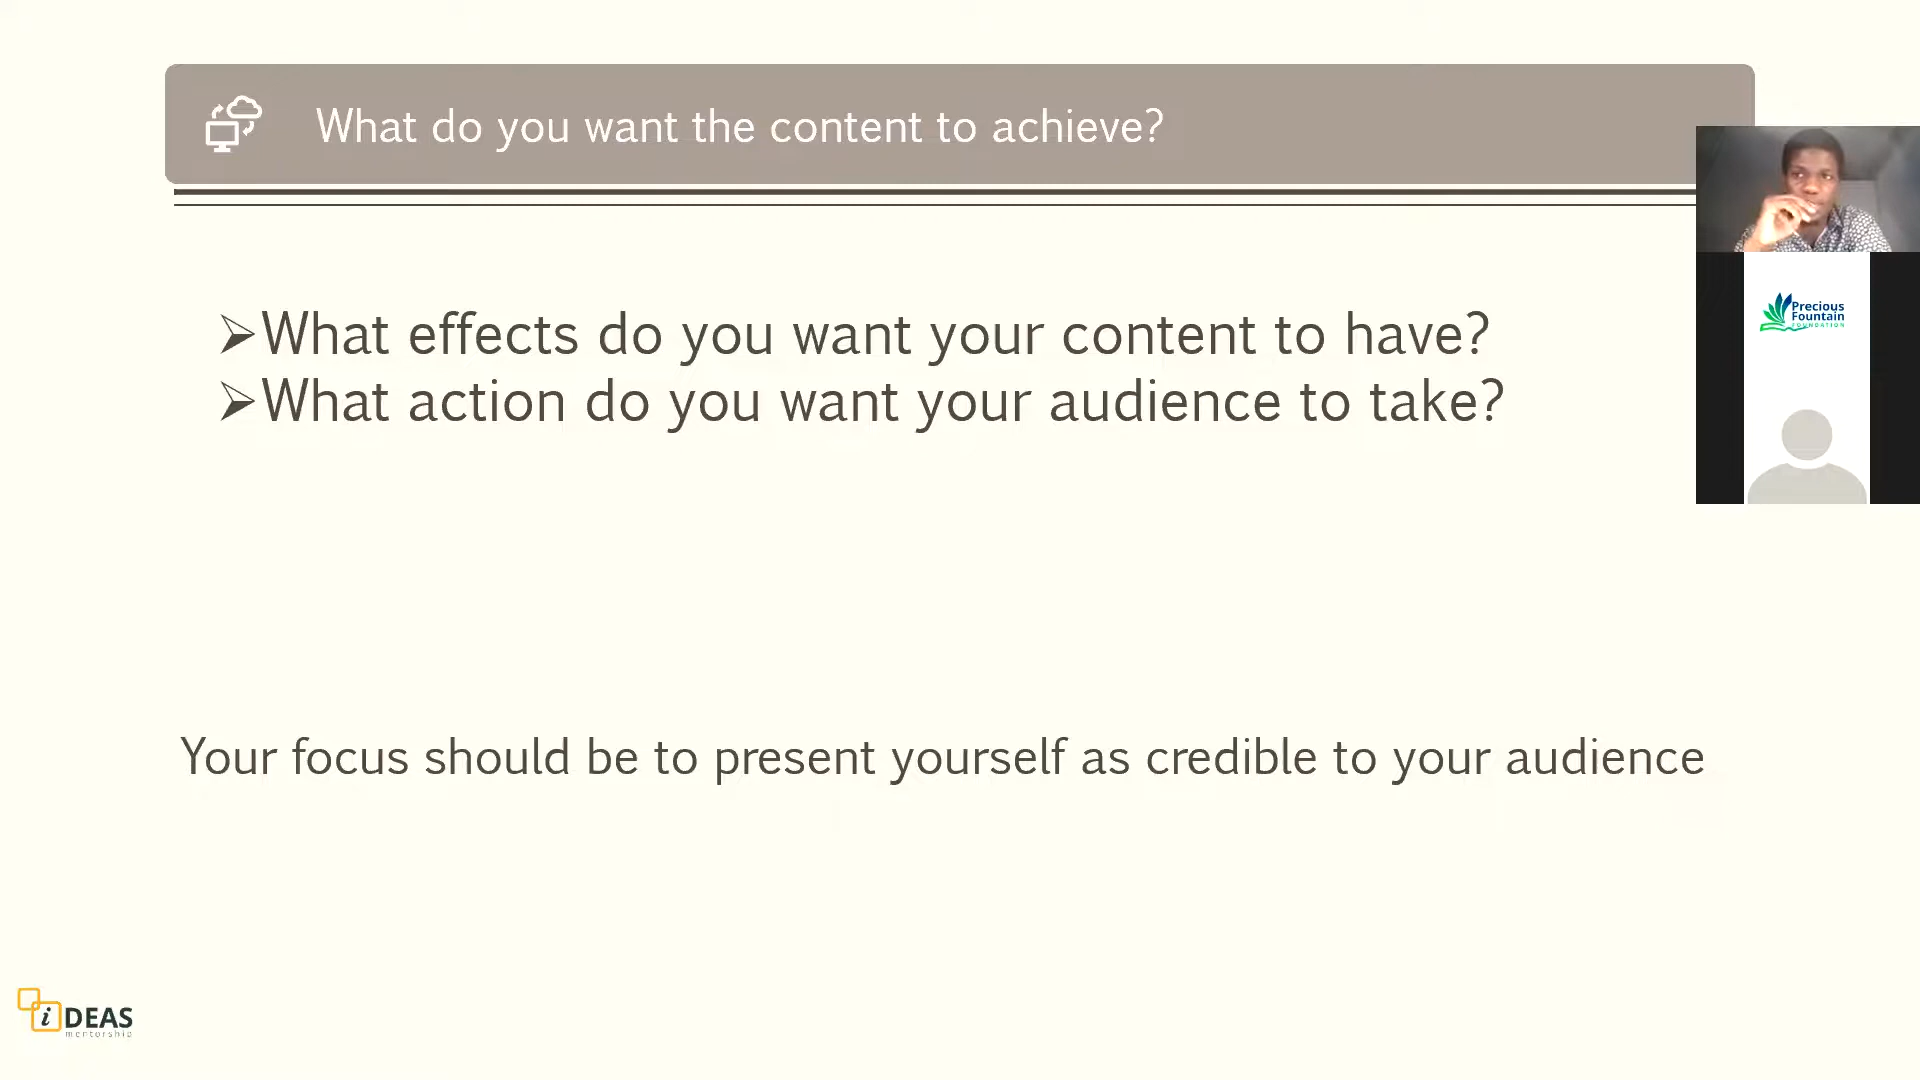 What do you want the content to achieve?
➢What effects do you want your content to have?
➢What action do you want your audience to take?
Your focus should be to present yourself as credible to your audience
Precious
Fountain
FOUNDATION
iDEAS
mentorship